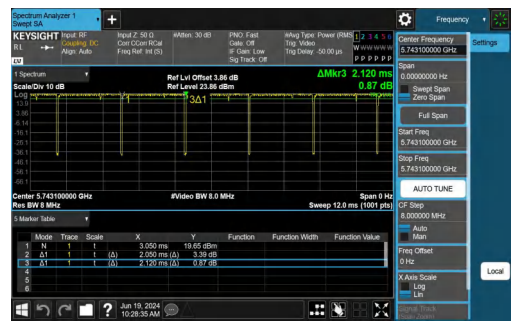 Spectrum Analyzer 1
Swept SA
Frequency
KEYSIGHT
RL
LV
Input: RF
Coupling: DC
Align: Auto
Input Z: 50 Ω
Corr CCorr RCal
Freq Ref: Int (S)
#Atten: 30 dB
PNO: Fast
Gate: Off
IF Gain: Low
Sig Track: Off
#Avg Type: Power (RMS
Trig: Video
Trig Delay: -50.00 µs
1 2 3 4 5 6
W W W W W W
P P P P P P
1 Spectrum
Scale/Div 10 dB
Ref Lvl Offset 3.86 dB
Ref Level 23.86 dBm
ΔMkr3 2.120 ms
0.87 dB
Log
13.9
3.86
-6.14
-16.1
-26.1
-36.1
-46.1
-56.1
-66.1
1
3Δ1
Center 5.743100000 GHz
Res BW 8 MHz
#Video BW 8.0 MHz
Span 0 Hz
Sweep 12.0 ms (1001 pts)
5 Marker Table
Mode Trace Scale X Y Function Function Width Function Value
1 N 1 t 3.050 ms 19.65 dBm
2 Δ1 1 t (Δ) 2.050 ms (Δ) 3.39 dB
3 Δ1 1 t (Δ) 2.120 ms (Δ) 0.87 dB
4
5
6
Jun 19, 2024
10:28:35 AM
Center Frequency
5.743100000 GHz
Settings
Span
0.00000000 Hz
Swept Span
Zero Span
Full Span
Start Freq
5.743100000 GHz
Stop Freq
5.743100000 GHz
AUTO TUNE
CF Step
8.000000 MHz
Auto
Man
Freq Offset
0 Hz
X Axis Scale
Log
Lin
Local
Signal Track